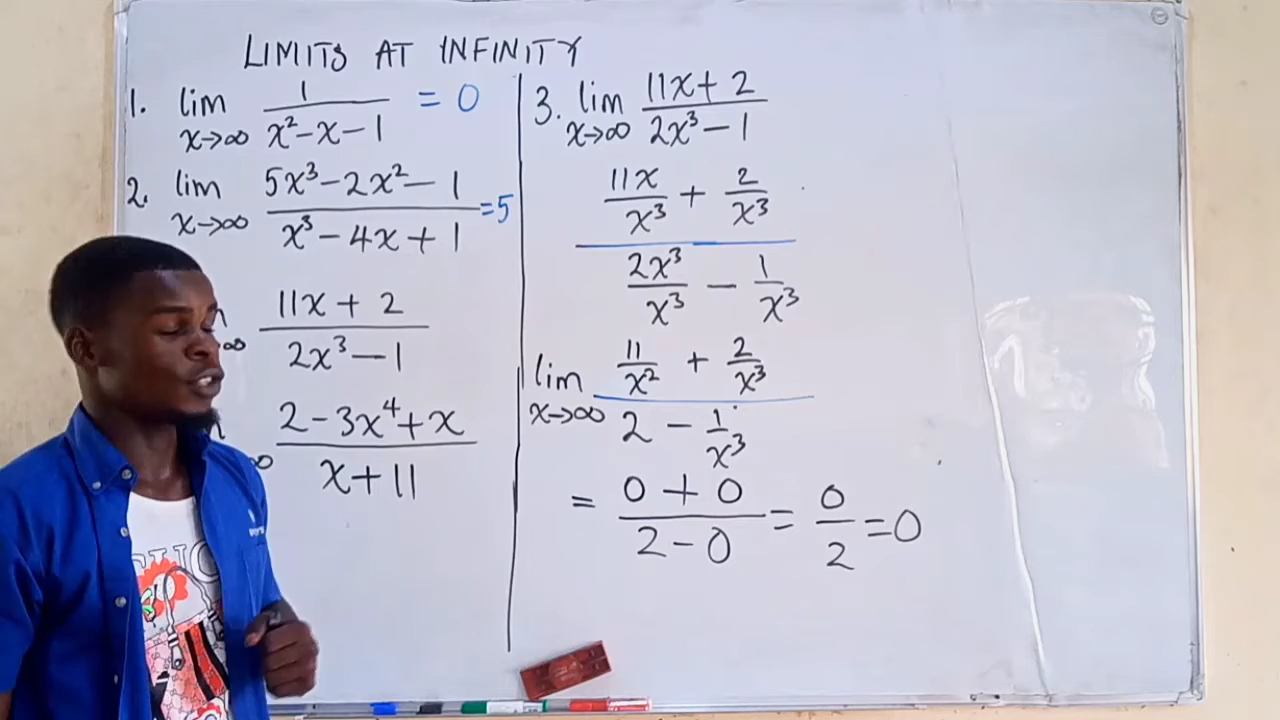 LIMITS AT INFINITY
1. lim x→∞ 1/(x² − x − 1) = 0
2. lim x→∞ (5x³ − 2x² − 1)/(x³ − 4x + 1) = 5
∞ (11x + 2)/(2x³ − 1)
∞ (2 − 3x⁴ + x)/(x + 11)
3. lim x→∞ (11x + 2)/(2x³ − 1)
(11x/x³ + 2/x³)/(2x³/x³ − 1/x³)
lim x→∞ (11/x² + 2/x³)/(2 − 1/x³)
= (0 + 0)/(2 − 0) = 0/2 = 0